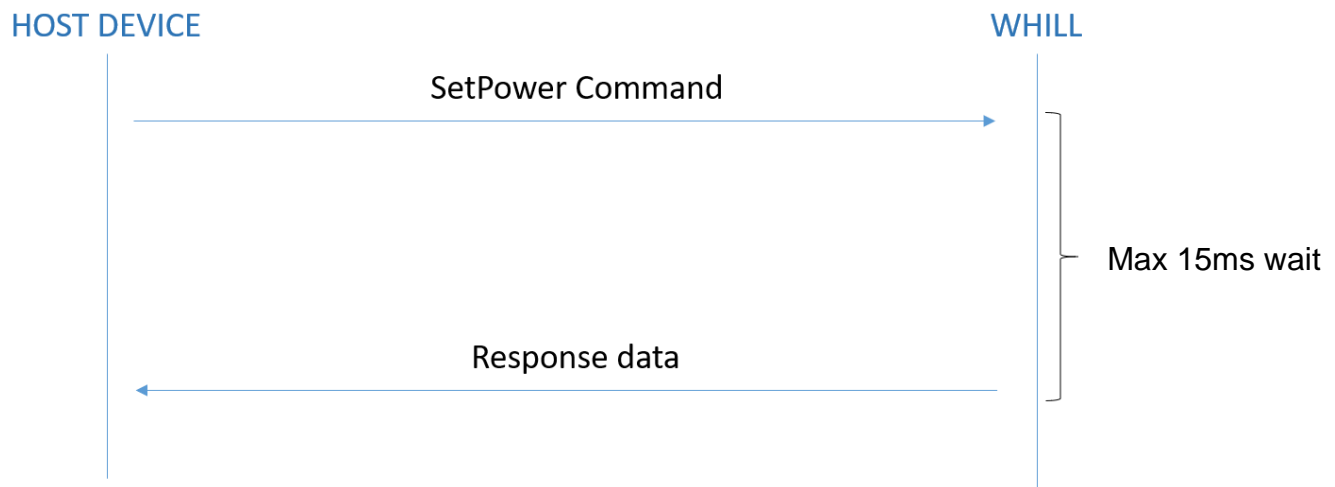 HOST DEVICE
WHILL
SetPower Command
Max 15ms wait
Response data